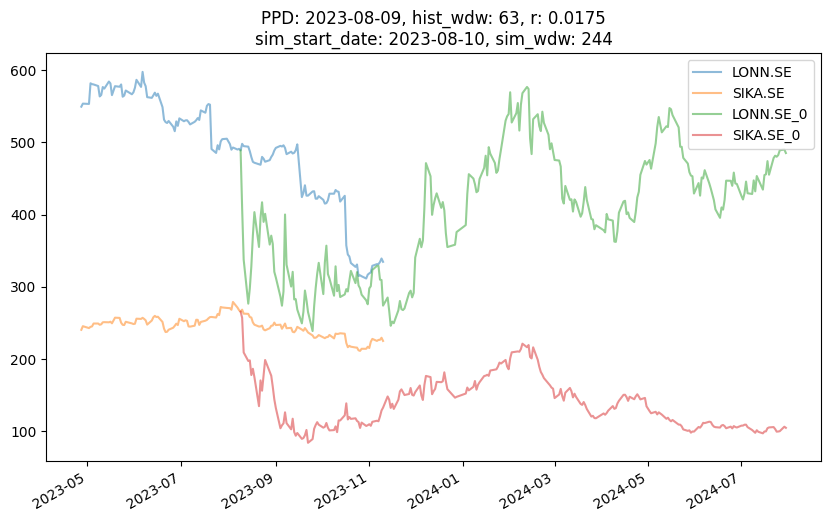 PPD: 2023-08-09, hist_wdw: 63, r: 0.0175
sim_start_date: 2023-08-10, sim_wdw: 244
LONN.SE
SIKA.SE
LONN.SE_0
SIKA.SE_0
600
500
400
300
200
100
2023-05
2023-07
2023-09
2023-11
2024-01
2024-03
2024-05
2024-07